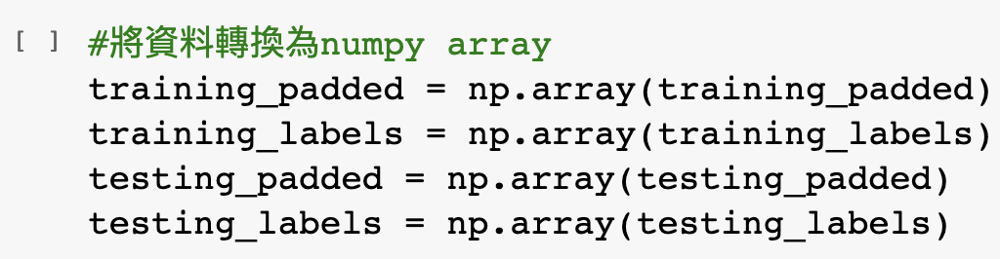 [ ] #將資料轉換為numpy array
training_padded = np.array(training_padded)
training_labels = np.array(training_labels)
testing_padded = np.array(testing_padded)
testing_labels = np.array(testing_labels)